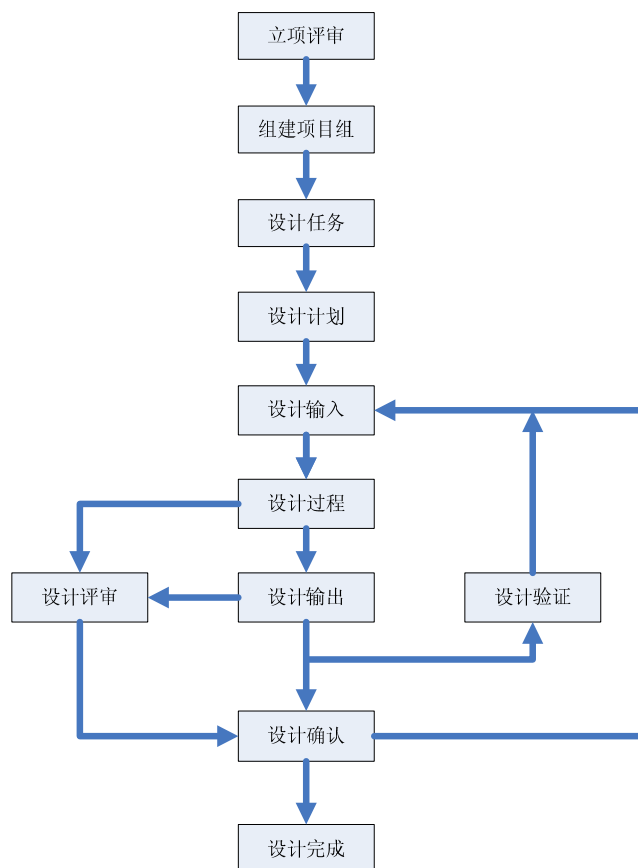 立项评审
组建项目组
设计任务
设计计划
设计输入
设计过程
设计评审
设计输出
设计验证
设计确认
设计完成